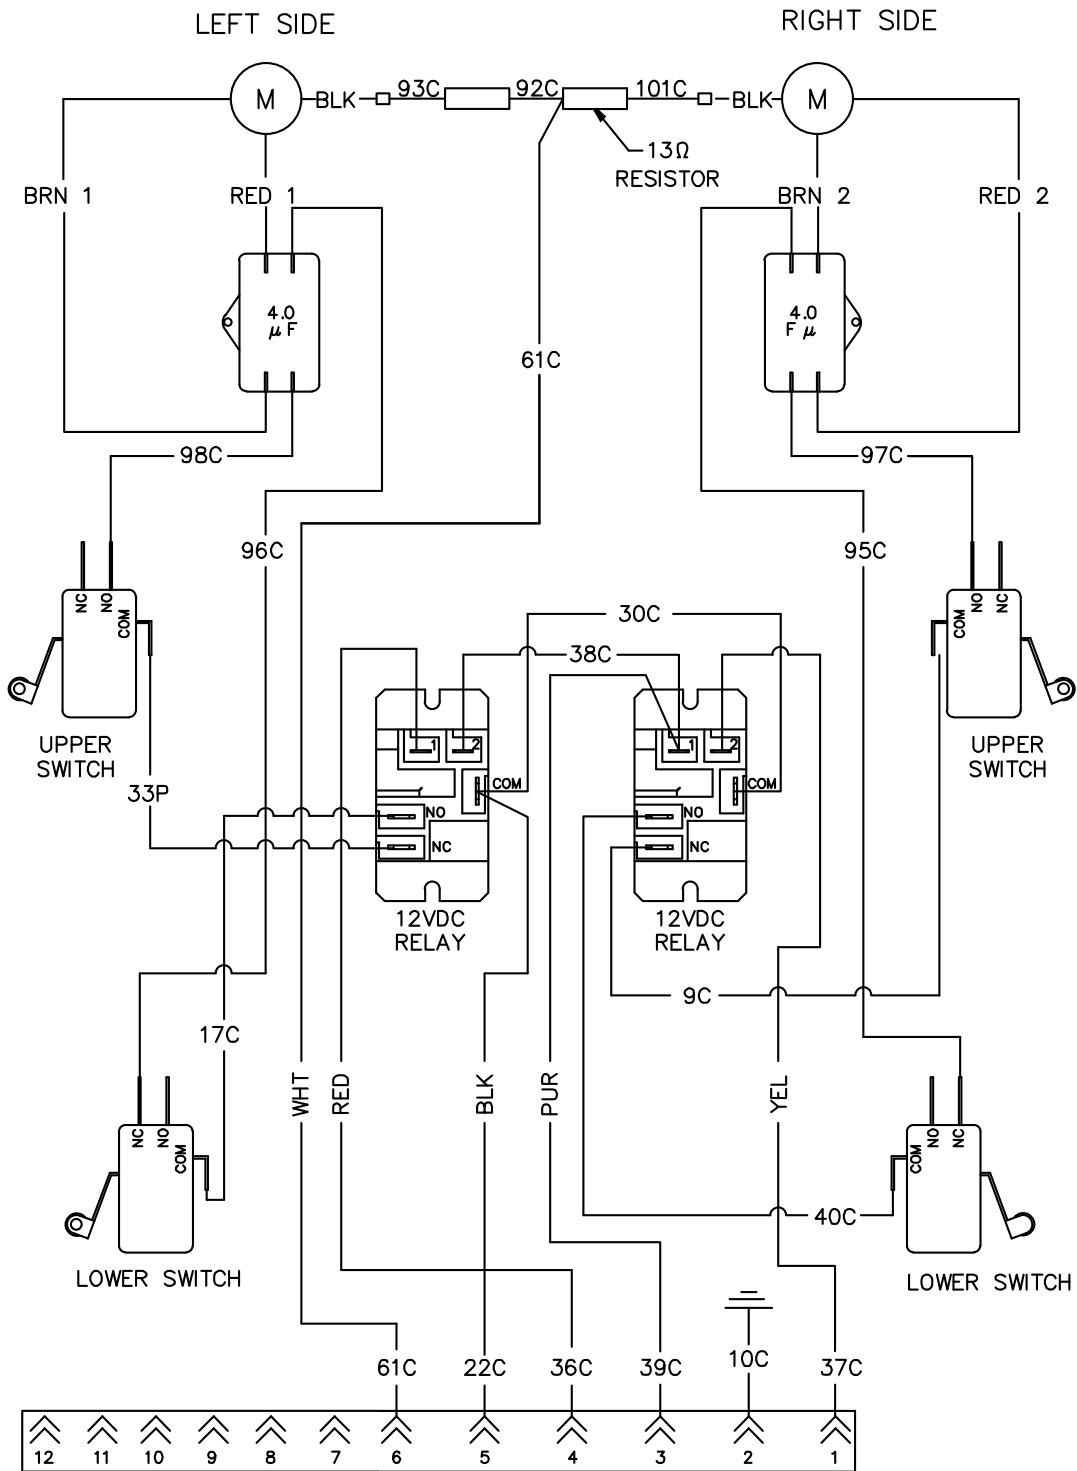 LEFT SIDE
RIGHT SIDE
M
BLK
93C
92C
101C
BLK
M
13Ω
RESISTOR
BRN 1
RED 1
BRN 2
RED 2
4.0
μ F
4.0
F μ
61C
98C
97C
96C
95C
NC
NO
COM
UPPER
SWITCH
COM
NO
NC
UPPER
SWITCH
30C
38C
1
2
COM
NO
NC
12VDC
RELAY
1
2
COM
NO
NC
12VDC
RELAY
33P
9C
17C
WHT
RED
BLK
PUR
YEL
NC
NO
COM
LOWER SWITCH
COM
NO
NC
LOWER SWITCH
40C
61C
22C
36C
39C
10C
37C
12 11 10 9 8 7 6 5 4 3 2 1